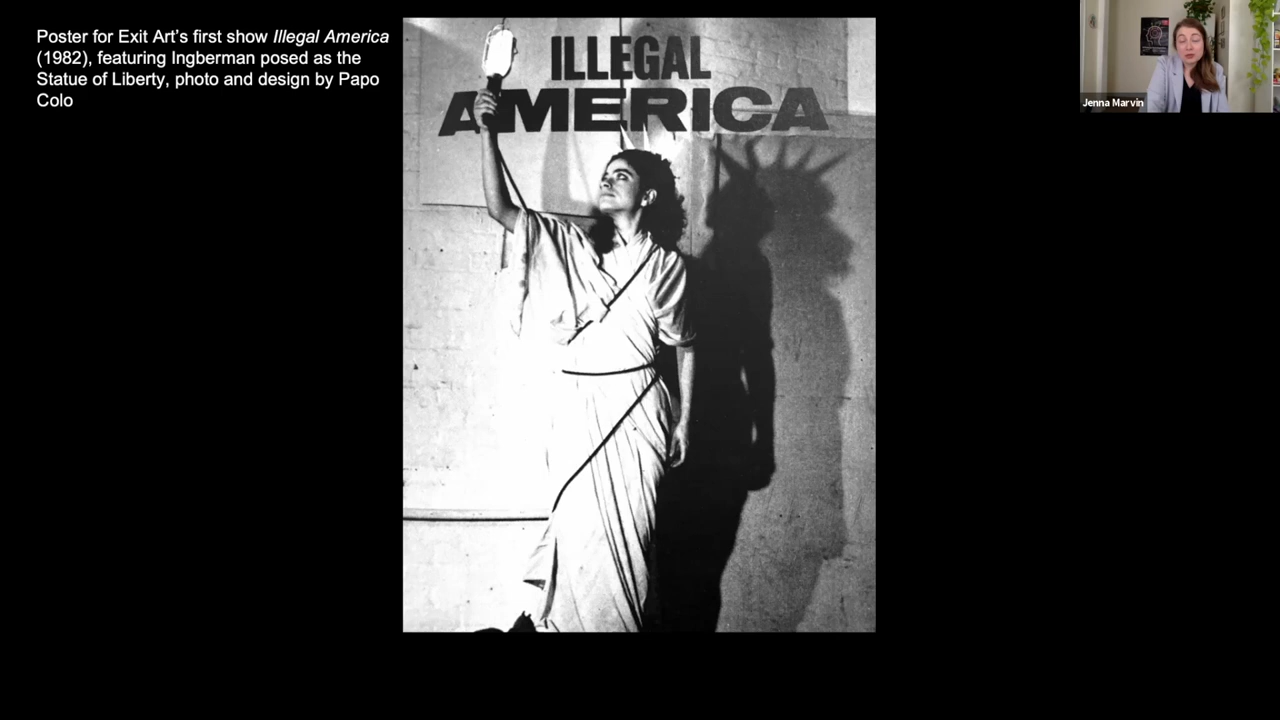 Poster for Exit Art's first show Illegal America
(1982), featuring Ingberman posed as the
Statue of Liberty, photo and design by Papo
Colo
ILLEGAL
AMERICA
Jenna Marvin